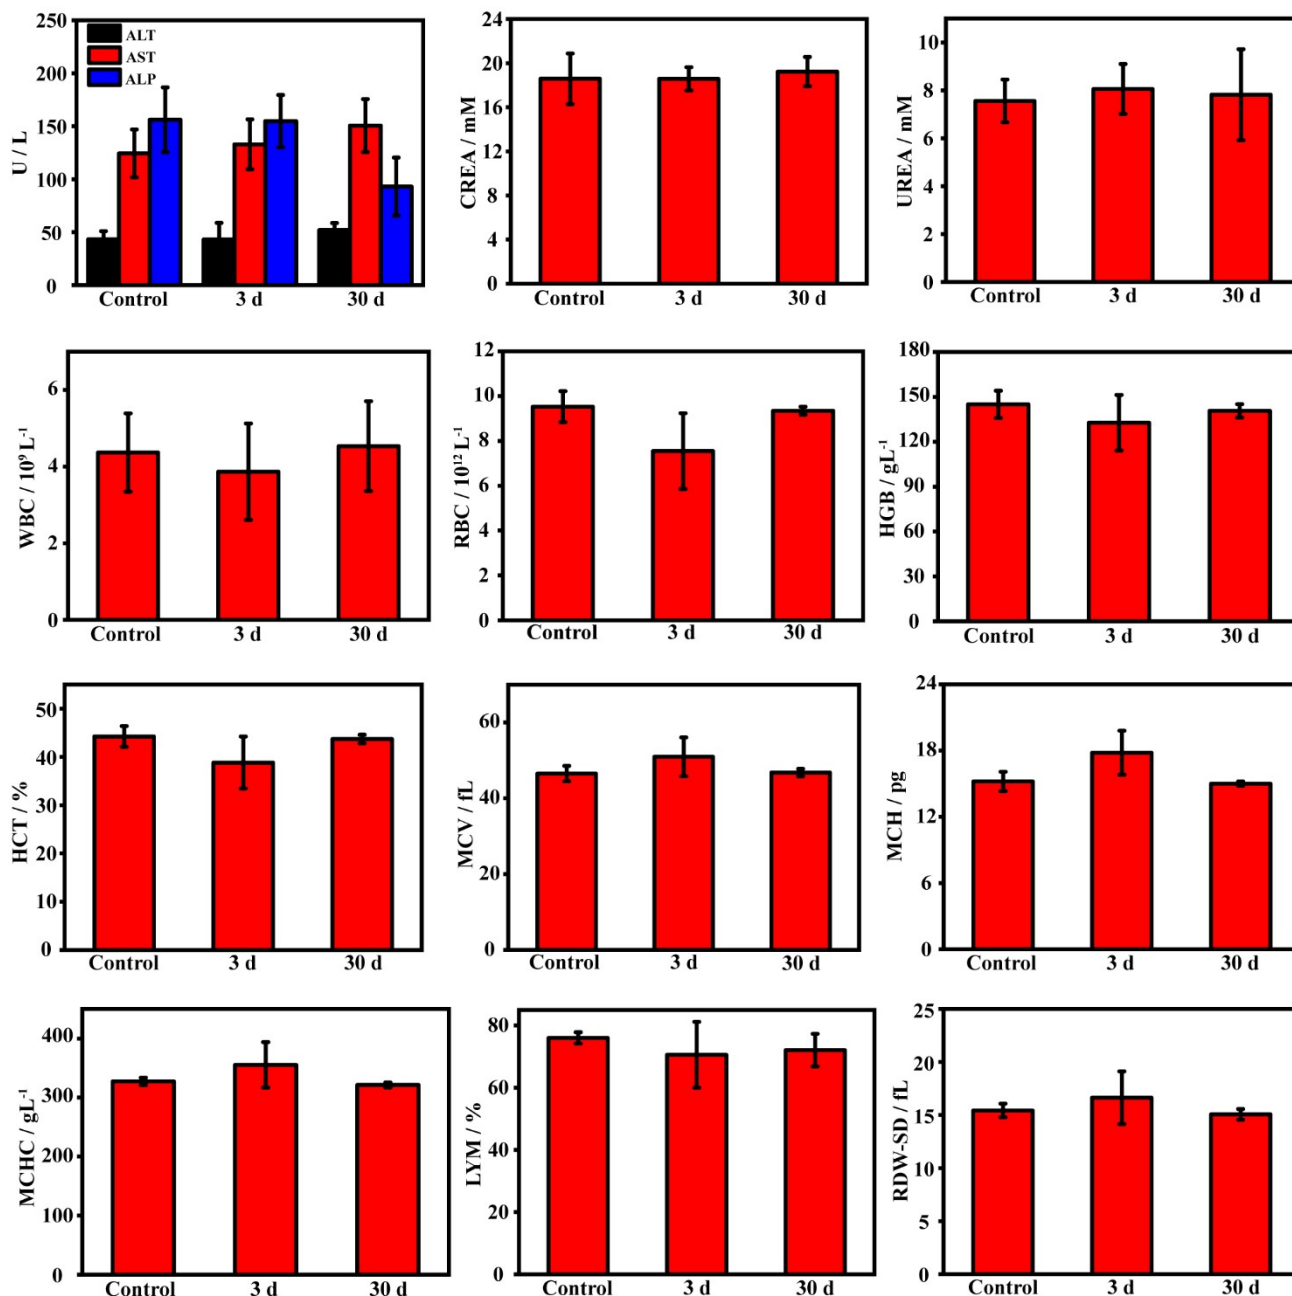 250
200
150
100
50
0
U / L
ALT
AST
ALP
Control 3 d 30 d
24
20
16
12
8
4
0
CREA / mM
Control 3 d 30 d
10
8
6
4
2
0
UREA / mM
Control 3 d 30 d
6
4
2
0
WBC / 10⁹ L⁻¹
Control 3 d 30 d
12
10
8
6
4
2
0
RBC / 10¹² L⁻¹
Control 3 d 30 d
180
150
120
90
60
30
0
HGB / gL⁻¹
Control 3 d 30 d
50
40
30
20
10
0
HCT / %
Control 3 d 30 d
60
40
20
0
MCV / fL
Control 3 d 30 d
24
18
12
6
0
MCH / pg
Control 3 d 30 d
400
300
200
100
0
MCHC / gL⁻¹
Control 3 d 30 d
80
60
40
20
0
LYM / %
Control 3 d 30 d
25
20
15
15
5
0
RDW-SD / fL
Control 3 d 30 d